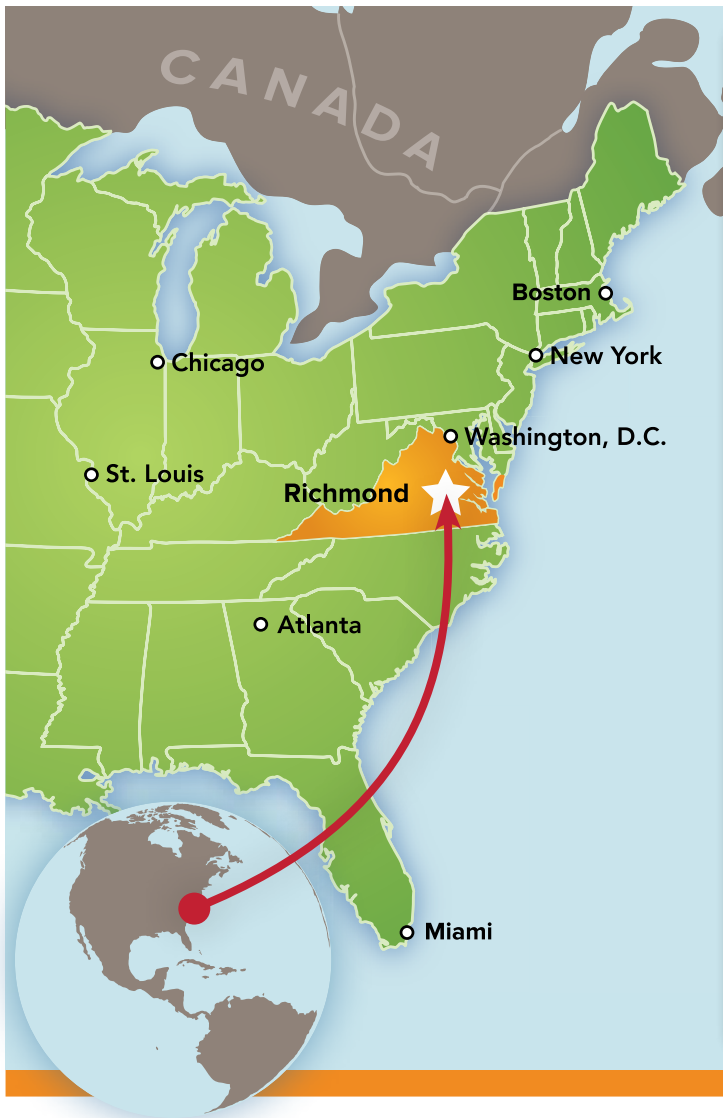 CANADA
Boston
New York
Chicago
Washington, D.C.
St. Louis
Richmond
Atlanta
Miami